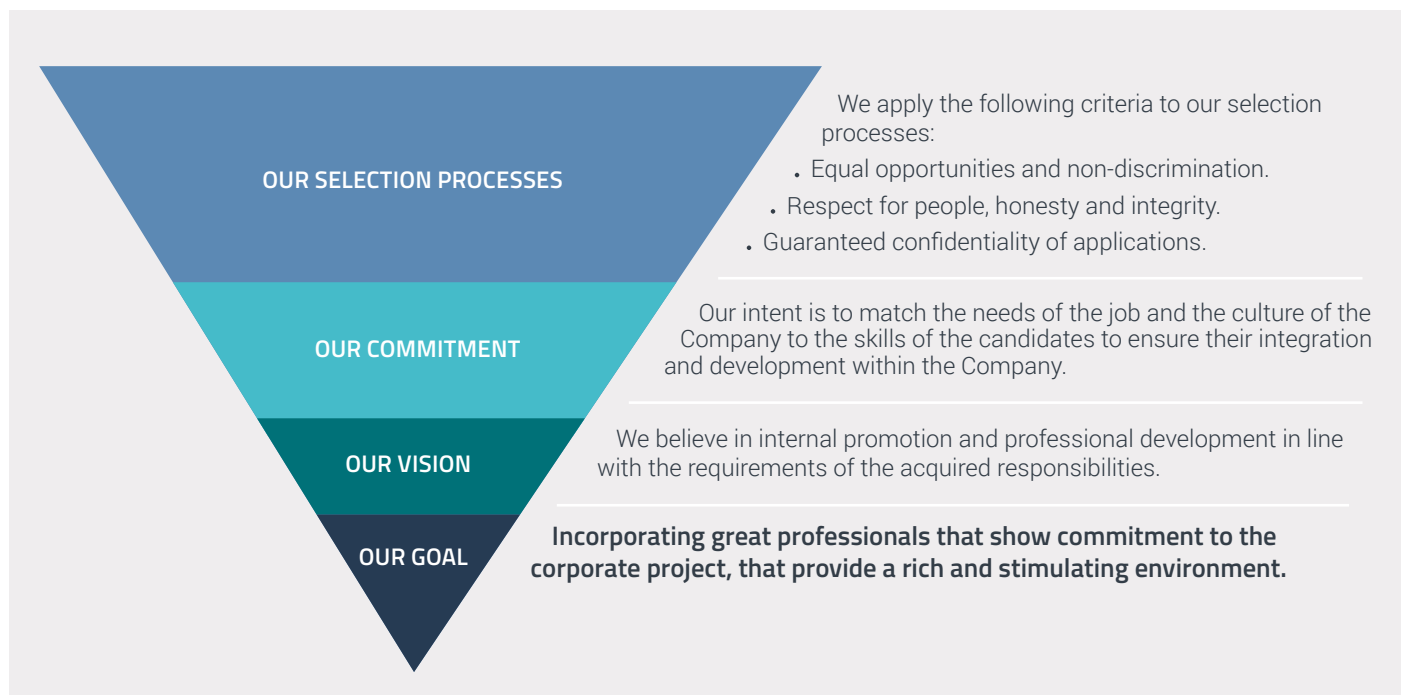 OUR SELECTION PROCESSES
We apply the following criteria to our selection
processes:
• Equal opportunities and non-discrimination.
• Respect for people, honesty and integrity.
• Guaranteed confidentiality of applications.
OUR COMMITMENT
Our intent is to match the needs of the job and the culture of the
Company to the skills of the candidates to ensure their integration
and development within the Company.
OUR VISION
We believe in internal promotion and professional development in line
with the requirements of the acquired responsibilities.
OUR GOAL
Incorporating great professionals that show commitment to the
corporate project, that provide a rich and stimulating environment.